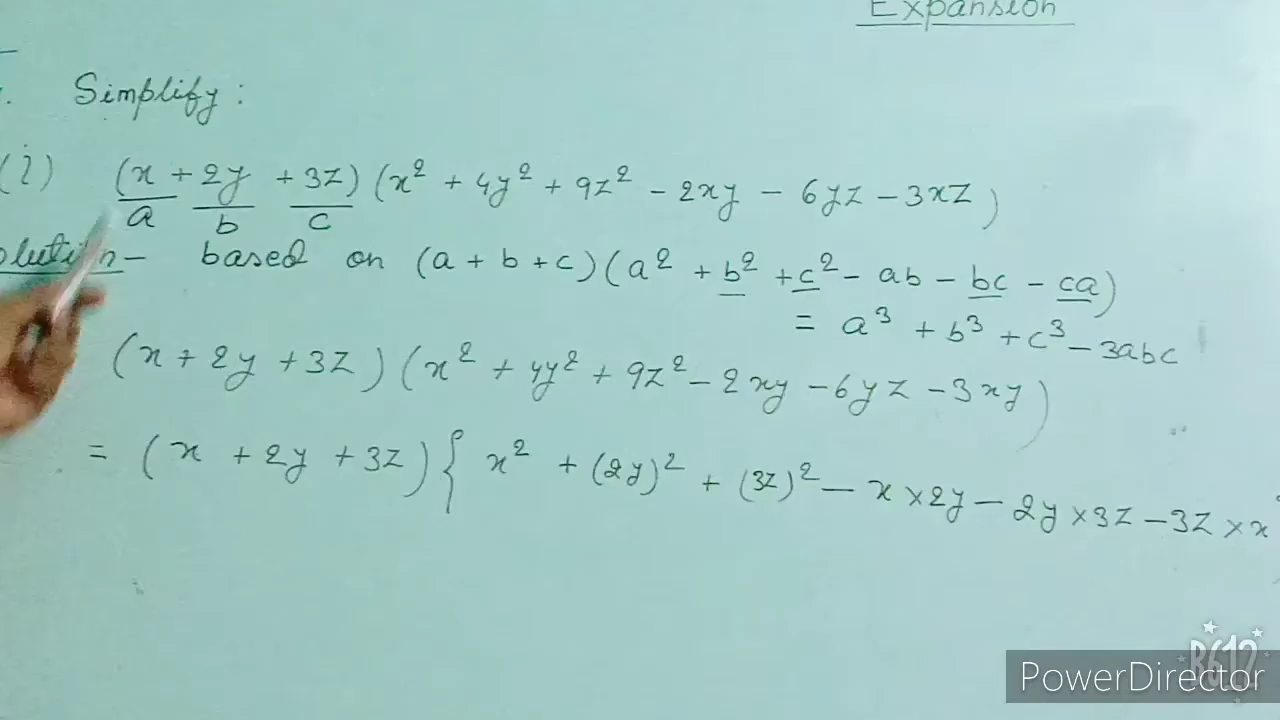 Expansion
Simplify:
(i) (x + 2y + 3z) (x² + 4y² + 9z² - 2xy - 6yz - 3xz)
a b c
based on (a + b + c) (a² + b² + c² - ab - bc - ca)
= a³ + b³ + c³ - 3abc
(x + 2y + 3z) (x² + 4y² + 9z² - 2xy - 6yz - 3xy)
= (x + 2y + 3z) { x² + (2y)² + (3z)² - x × 2y - 2y × 3z - 3z × x
R612
PowerDirector